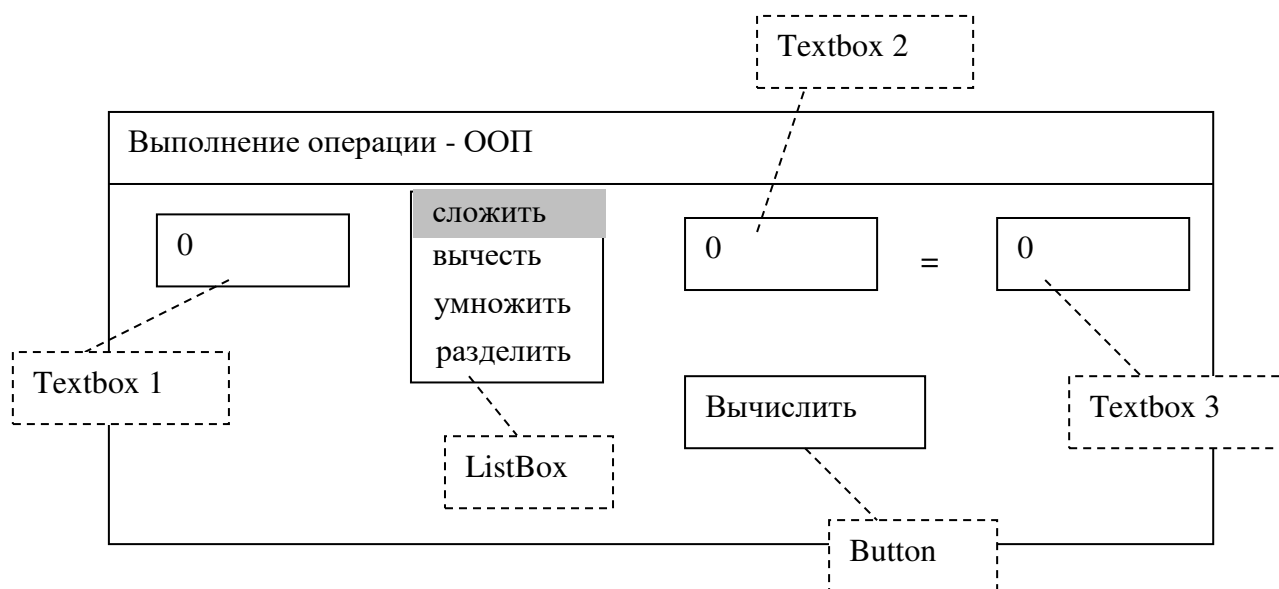 Textbox 2
Выполнение операции - ООП
0
сложить
вычесть
умножить
разделить
0
=
0
Textbox 1
ListBox
Вычислить
Textbox 3
Button